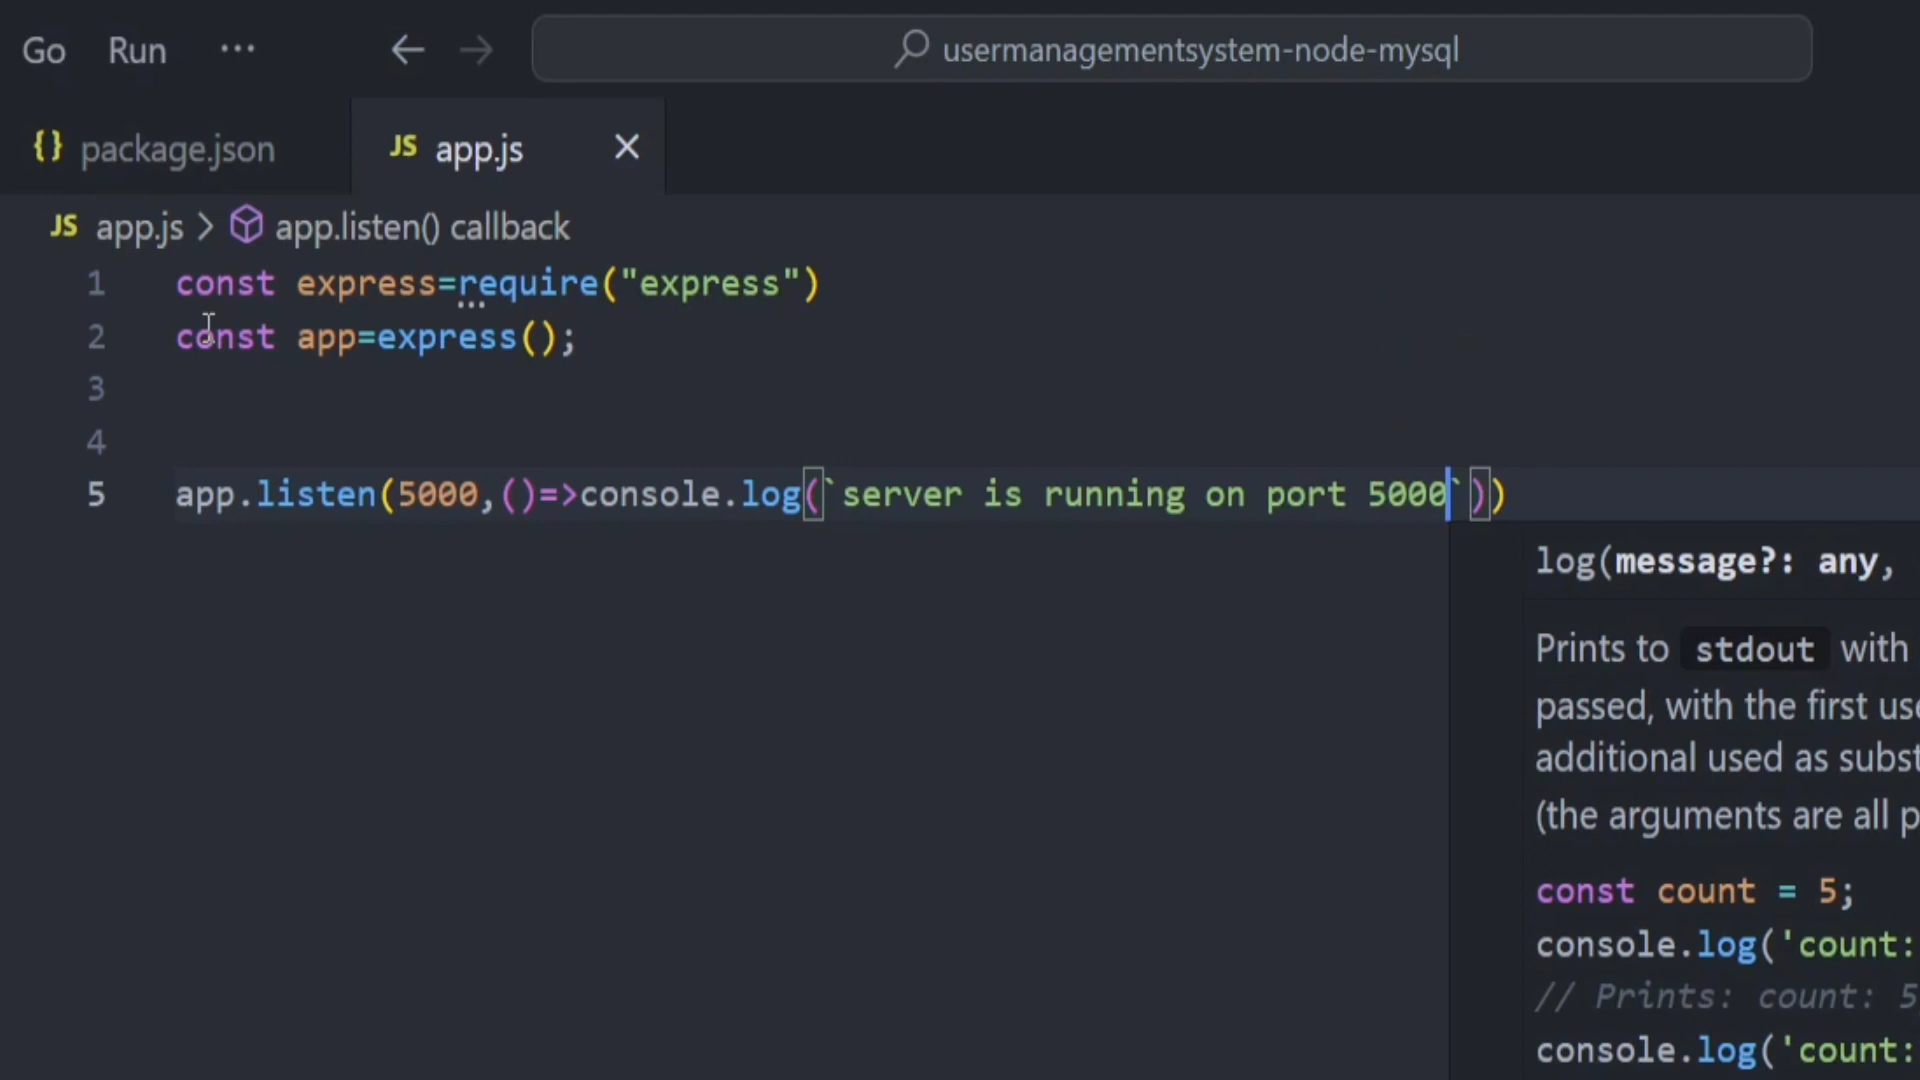 Go Run ··· usermanagementsystem-node-mysql
{} package.json JS app.js
JS app.js > app.listen() callback
1 const express=require("express")
2 const app=express();
3
4
5 app.listen(5000,()=>console.log(`server is running on port 5000`))
log(message?: any,
Prints to stdout with
passed, with the first
additional used as
(the arguments are all
const count = 5;
console.log('count:
// Prints: count: 5
console.log('count: